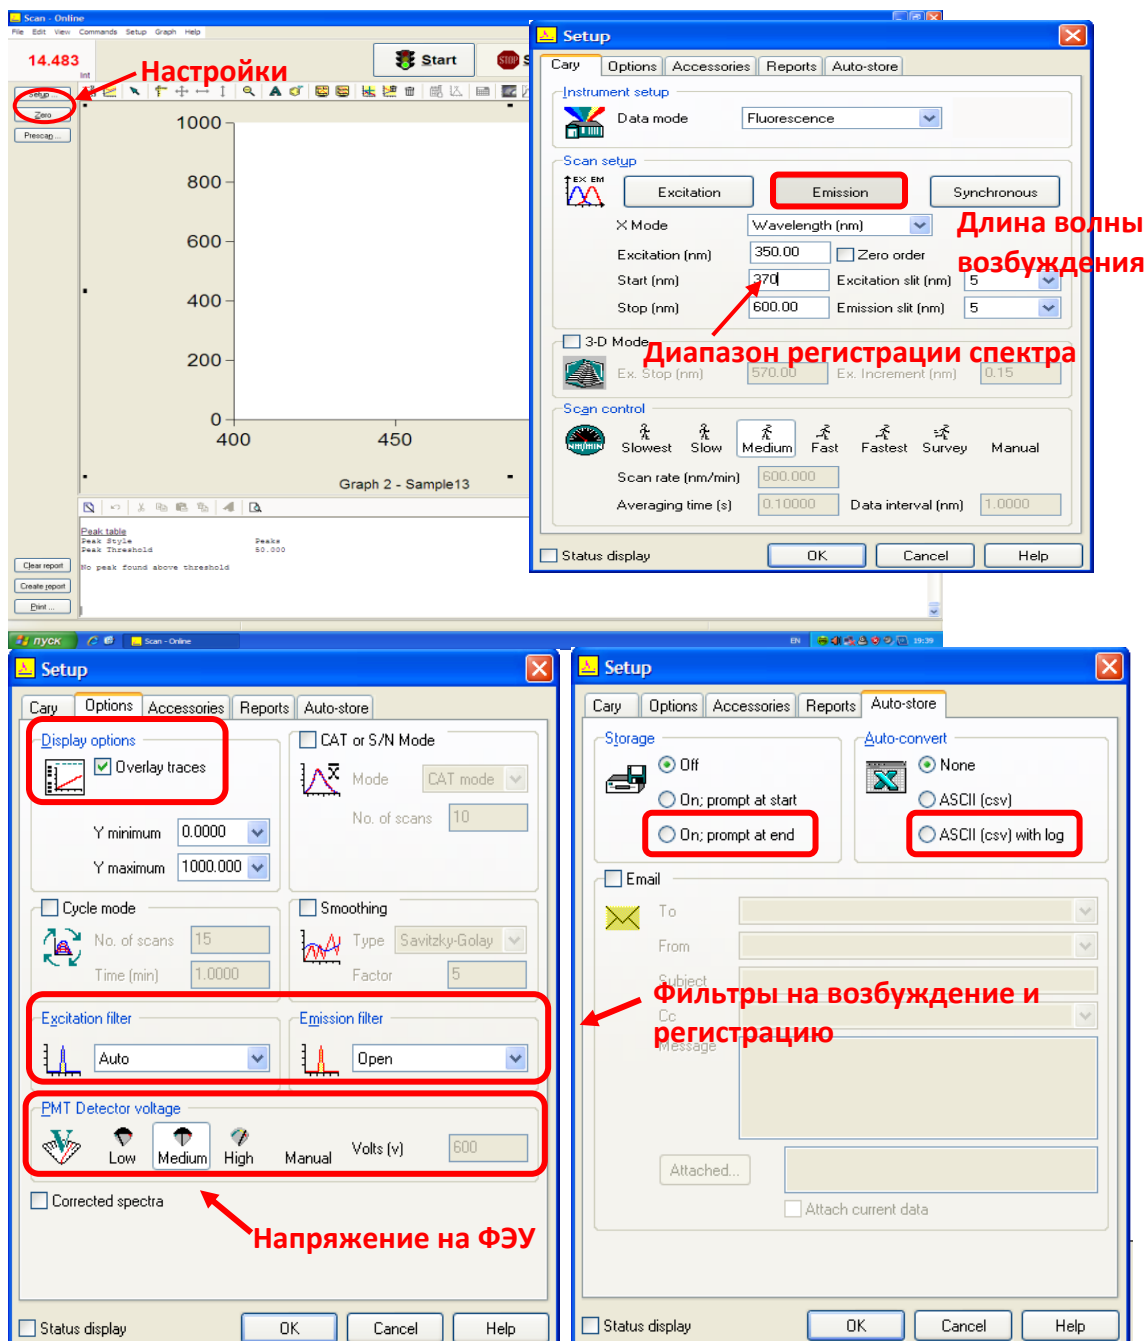 Scan - Online
File Edit View Commands Setup Graph Help
14.483
Int
Start
STOP S
Настройки
Setup ...
Zero
Prescan ...
1000
800
600
400
200
0
400 450
Graph 2 - Sample13
Peak table
Peak Style Peaks
Peak Threshold 50.000
No peak found above threshold
Clear report
Create report
Print ...
пуск
Scan - Online
EN 19:39
Setup
Cary Options Accessories Reports Auto-store
Instrument setup
Data mode Fluorescence
Scan setup
EX EM
Excitation Emission Synchronous
X Mode Wavelength (nm)
Длина волны
возбуждения
Excitation (nm) 350.00 Zero order
Start (nm) 370 Excitation slit (nm) 5
Stop (nm) 600.00 Emission slit (nm) 5
3-D Mode
Диапазон регистрации спектра
Ex. Stop (nm) 570.00 Ex. Increment (nm) 0.15
Scan control
nm/min
Slowest Slow Medium Fast Fastest Survey Manual
Scan rate (nm/min) 600.000
Averaging time (s) 0.10000 Data interval (nm) 1.0000
Status display OK Cancel Help
Setup
Cary Options Accessories Reports Auto-store
Display options
Overlay traces
Y minimum 0.0000
Y maximum 1000.000
CAT or S/N Mode
Mode CAT mode
No. of scans 10
Cycle mode
No. of scans 15
Time (min) 1.0000
Smoothing
Type Savitzky-Golay
Factor 5
Excitation filter
Auto
Emission filter
Open
PMT Detector voltage
Low Medium High Manual Volts (v) 600
Corrected spectra
Напряжение на ФЭУ
Status display OK Cancel Help
Setup
Cary Options Accessories Reports Auto-store
Storage
Off
On; prompt at start
On; prompt at end
Auto-convert
None
ASCII (csv)
ASCII (csv) with log
Email
To
From
Subject
Фильтры на возбуждение и
регистрацию
Cc
Message
Attached...
Attach current data
Status display OK Cancel Help